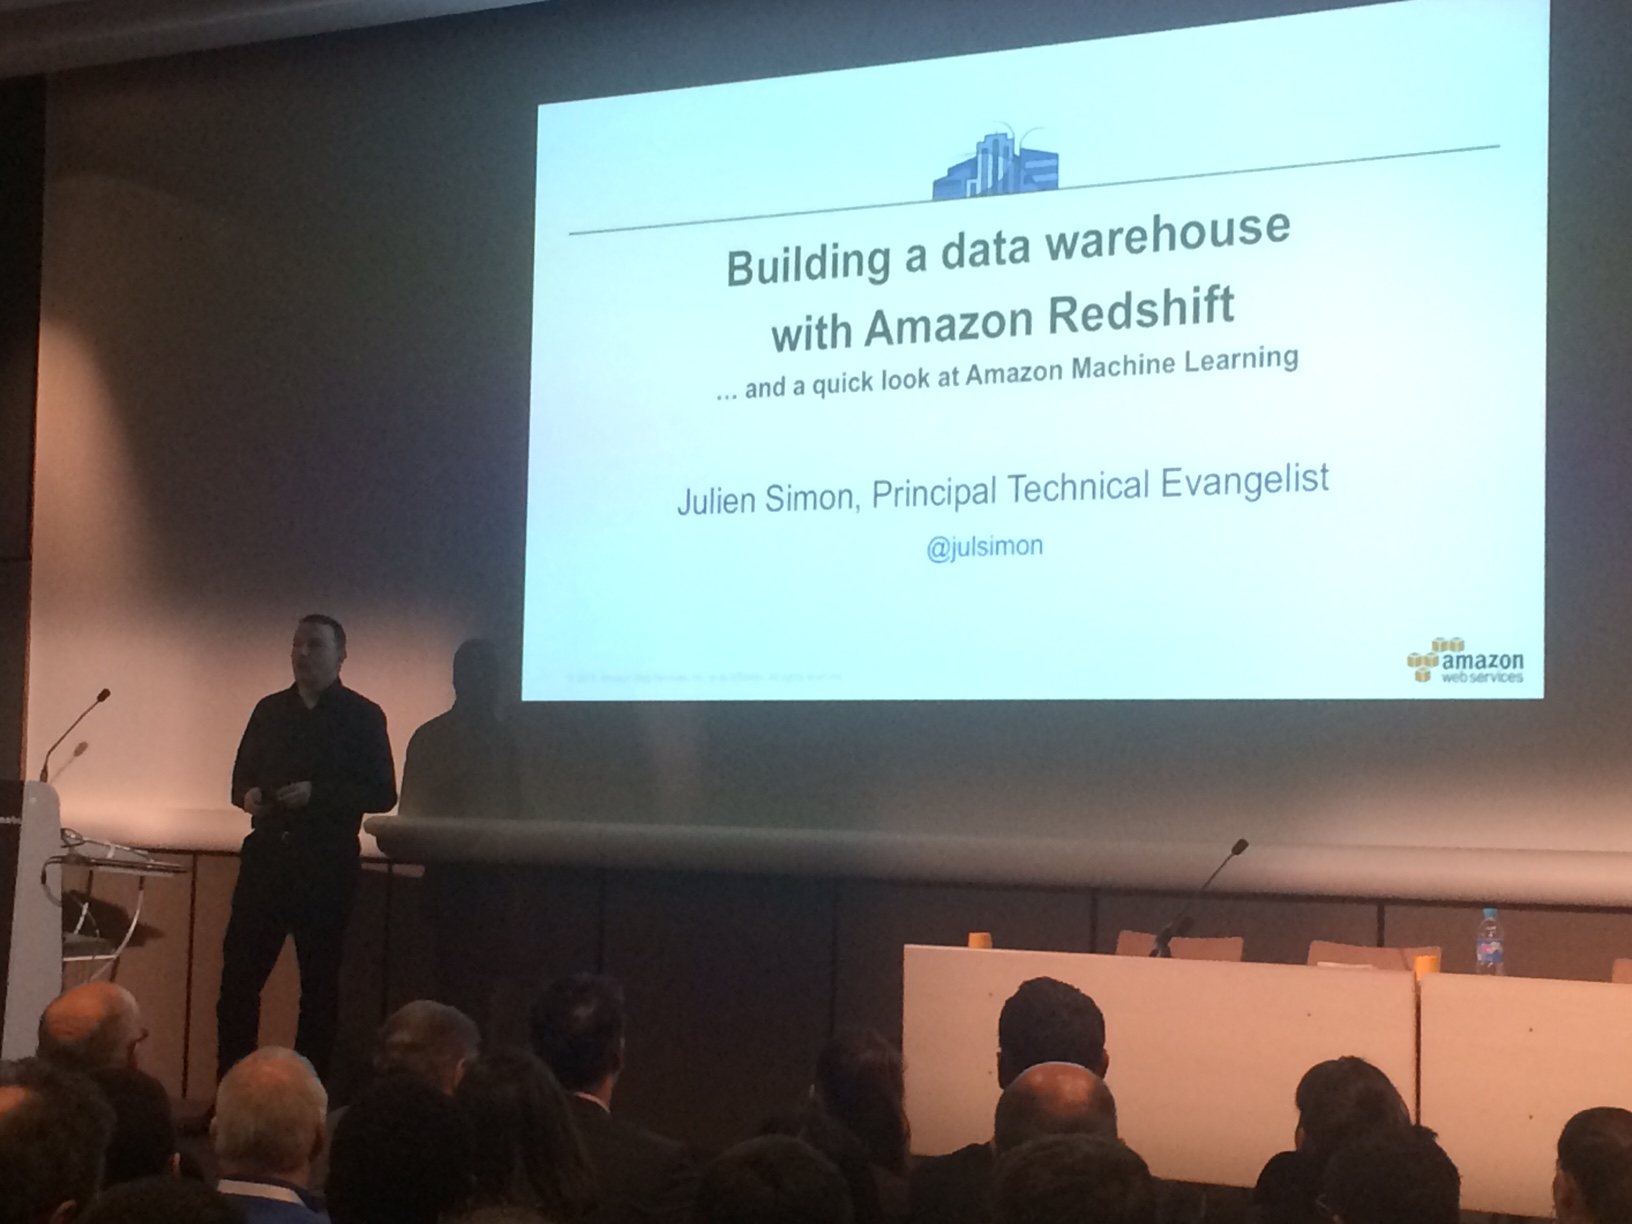 Building a data warehouse
with Amazon Redshift
... and a quick look at Amazon Machine Learning
Julien Simon, Principal Technical Evangelist
@julsimon
amazon
web services